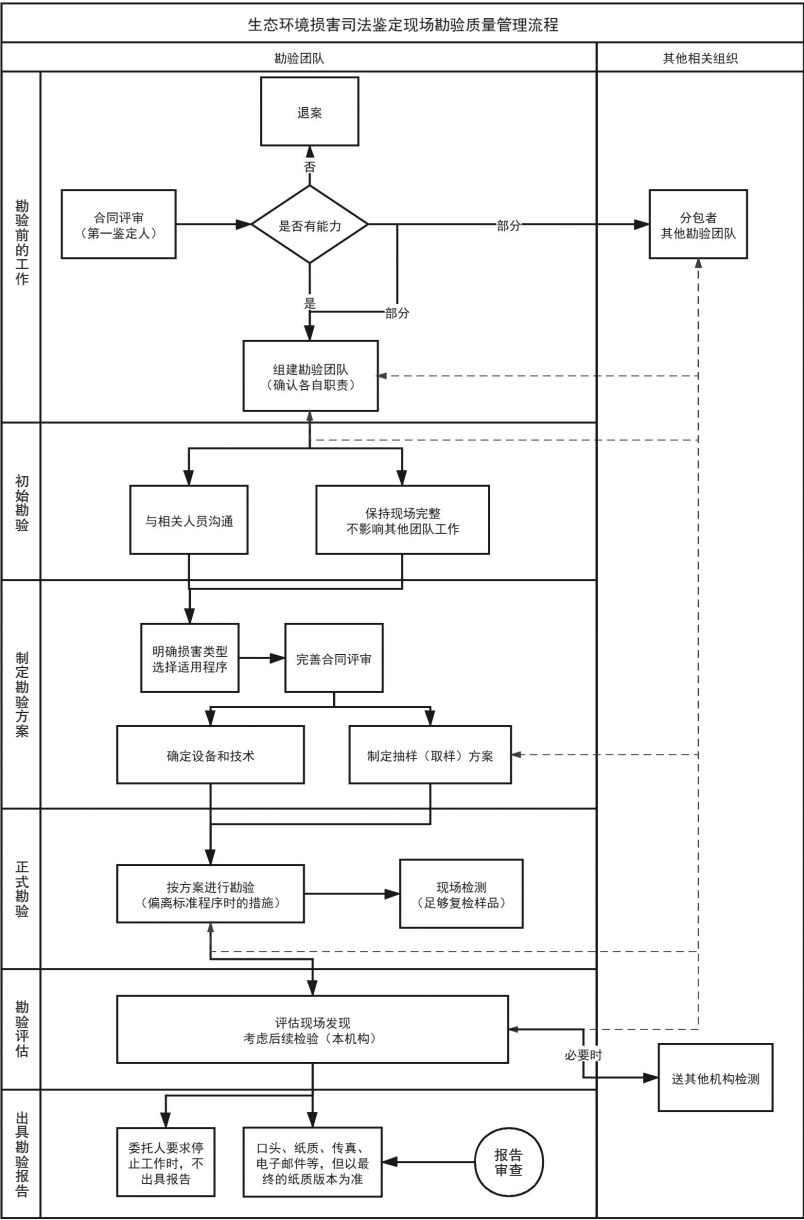 生态环境损害司法鉴定现场勘验质量管理流程
勘验团队
其他相关组织
勘验前的工作
退案
否
合同评审
（第一鉴定人）
是否有能力
部分
分包者
其他勘验团队
是
部分
组建勘验团队
（确认各自职责）
初始勘验
与相关人员沟通
保持现场完整
不影响其他团队工作
制定勘验方案
明确损害类型
选择适用程序
完善合同评审
确定设备和技术
制定抽样（取样）方案
正式勘验
按方案进行勘验
（偏离标准程序时的措施）
现场检测
（足够复检样品）
勘验评估
评估现场发现
考虑后续检验（本机构）
必要时
送其他机构检测
出具勘验报告
委托人要求停
止工作时，不
出具报告
口头、纸质、传真、
电子邮件等，但以最
终的纸质版本为准
报告
审查